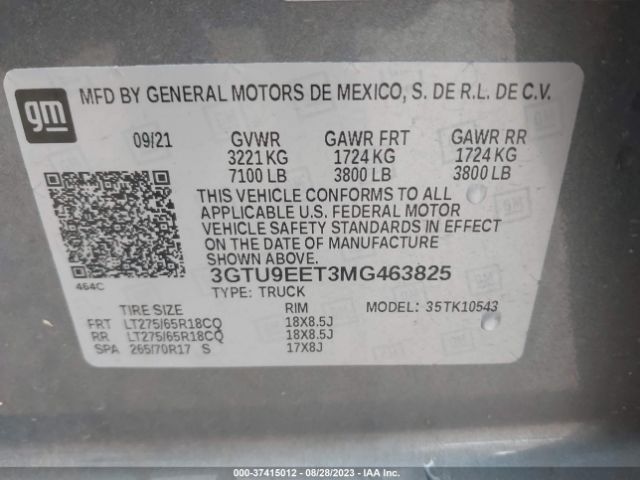 gm MFD BY GENERAL MOTORS DE MEXICO, S. DE R.L. DE C.V.
09/21 GVWR GAWR FRT GAWR RR
3221 KG 1724 KG 1724 KG
7100 LB 3800 LB 3800 LB
THIS VEHICLE CONFORMS TO ALL
APPLICABLE U.S. FEDERAL MOTOR
VEHICLE SAFETY STANDARDS IN EFFECT
ON THE DATE OF MANUFACTURE
SHOWN ABOVE.
464C 3GTU9EET3MG463825
TYPE: TRUCK MODEL: 35TK10543
TIRE SIZE RIM
FRT LT275/65R18CQ 18X8.5J
RR LT275/65R18CQ 18X8.5J
SPA 265/70R17 S 17X8J
000-37415012 - 08/28/2023 - IAA Inc.